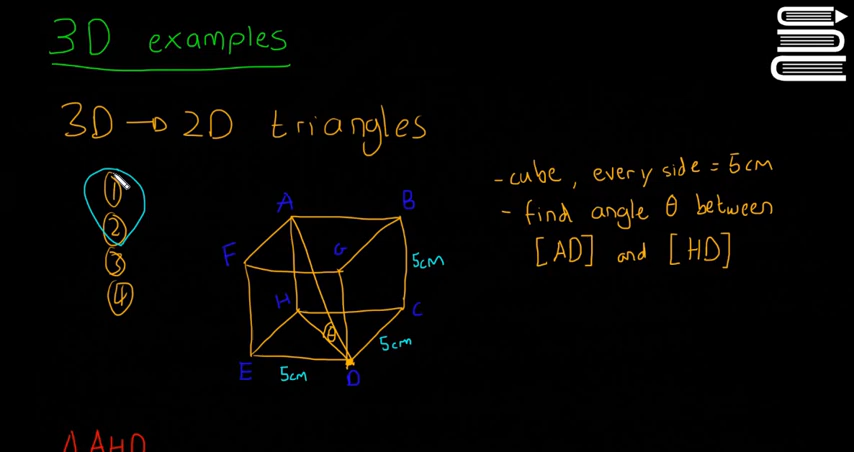 3D examples
3D → 2D triangles
- cube, every side = 5cm
- find angle θ between
[AD] and [HD]
1
2
3
4
A
B
F
G
5cm
H
C
θ
5cm
E
5cm
D
Δ AHD